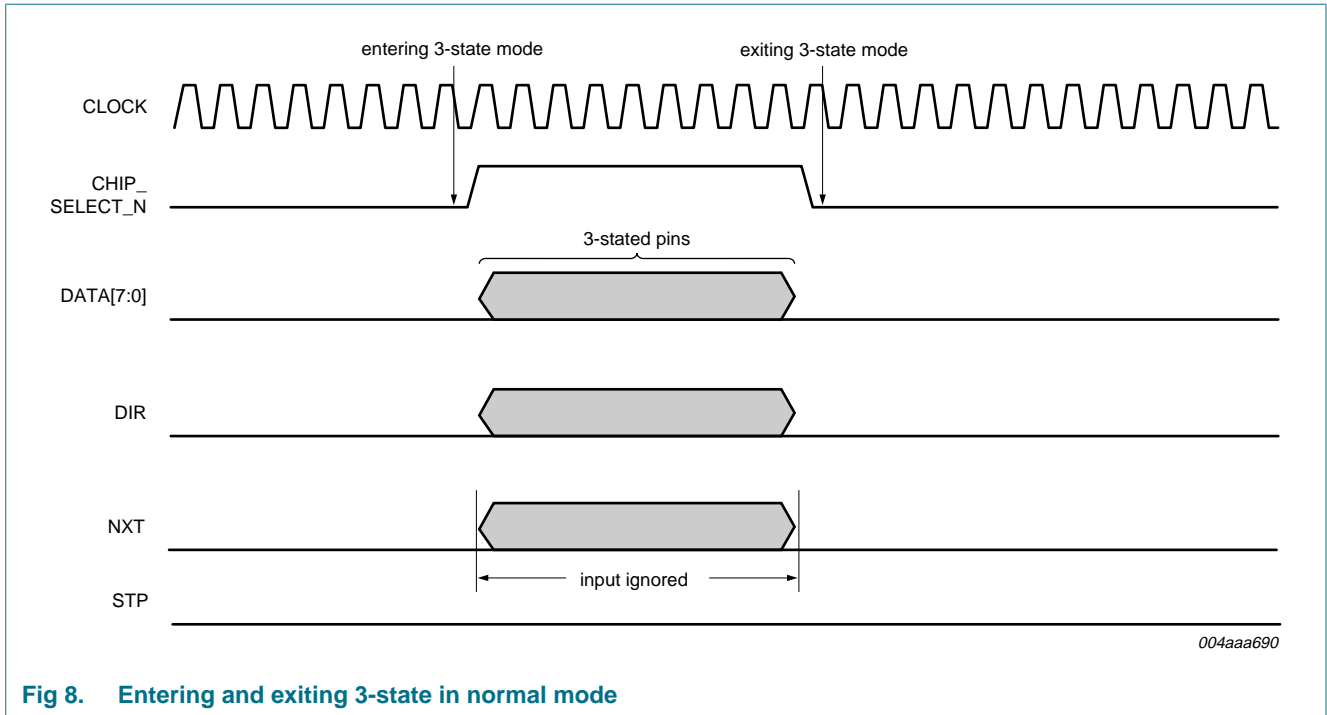 entering 3-state mode
exiting 3-state mode
CLOCK
CHIP_
SELECT_N
3-stated pins
DATA[7:0]
DIR
NXT
input ignored
STP
004aaa690
Fig 8. Entering and exiting 3-state in normal mode